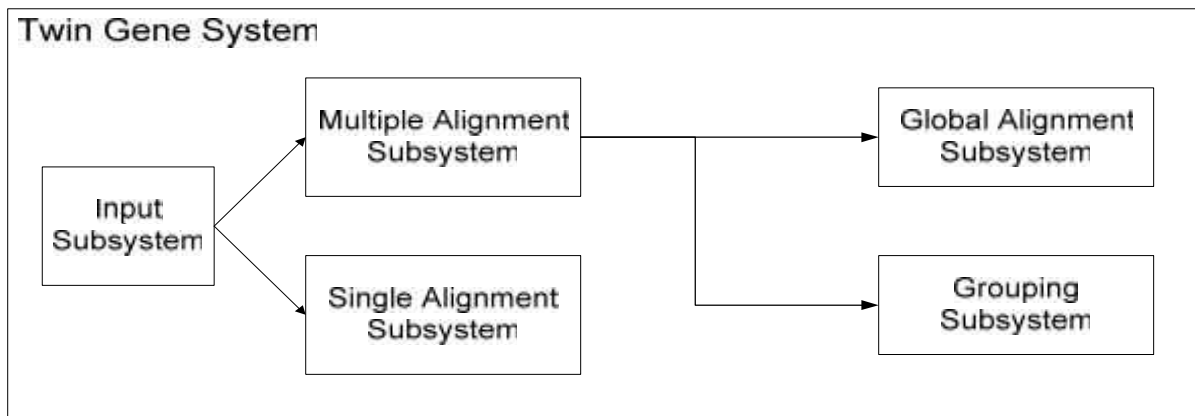 Twin Gene System
Multiple Alignment
Subsystem
Global Alignment
Subsystem
Input
Subsystem
Single Alignment
Subsystem
Grouping
Subsystem